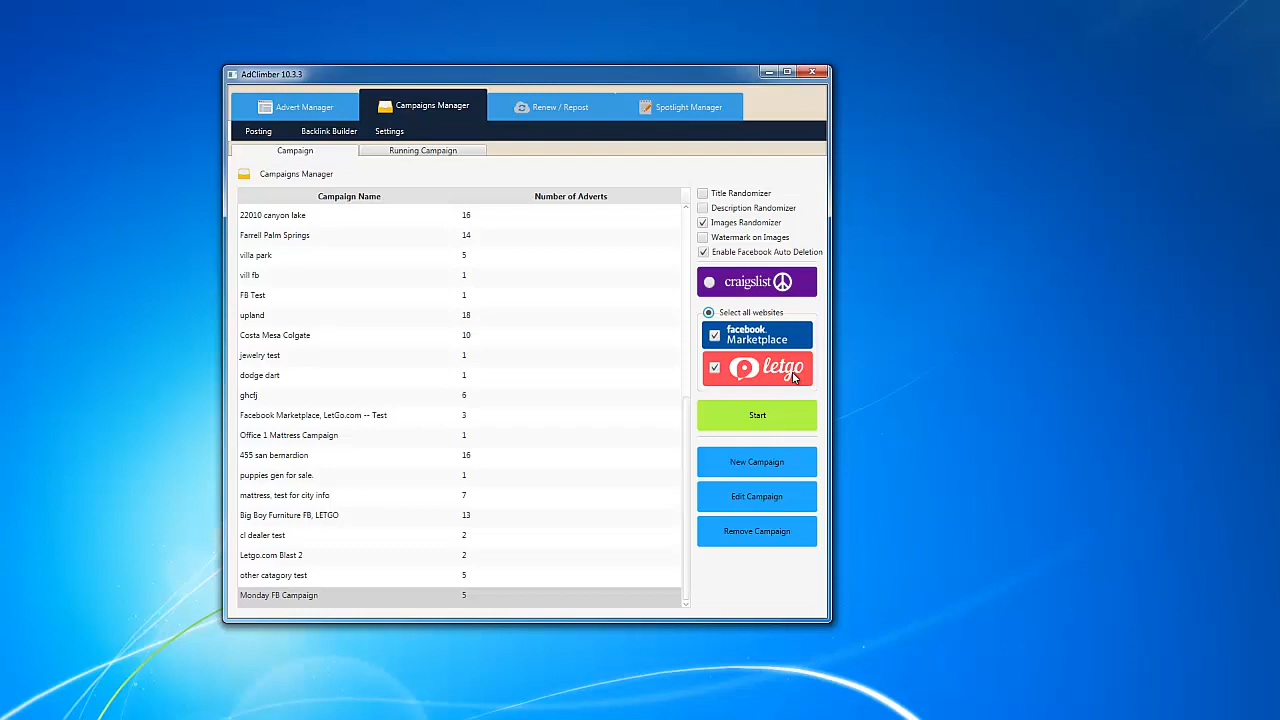 AdClimber 10.3.3
Advert Manager
Campaigns Manager
Renew / Repost
Spotlight Manager
Posting
Backlink Builder
Settings
Campaign
Running Campaign
Campaigns Manager
Campaign Name Number of Adverts
22010 canyon lake 16
Farrell Palm Springs 14
villa park 5
vill fb 1
FB Test 1
upland 18
Costa Mesa Colgate 10
jewelry test 1
dodge dart 1
ghcfj 6
Facebook Marketplace, LetGo.com -- Test 3
Office 1 Mattress Campaign 1
455 san bernardion 16
puppies gen for sale. 1
mattress, test for city info 7
Big Boy Furniture FB, LETGO 13
cl dealer test 2
Letgo.com Blast 2 2
other catagory test 5
Monday FB Campaign 5
Title Randomizer
Description Randomizer
Images Randomizer
Watermark on Images
Enable Facebook Auto Deletion
craigslist
Select all websites
facebook.
Marketplace
letgo
Start
New Campaign
Edit Campaign
Remove Campaign